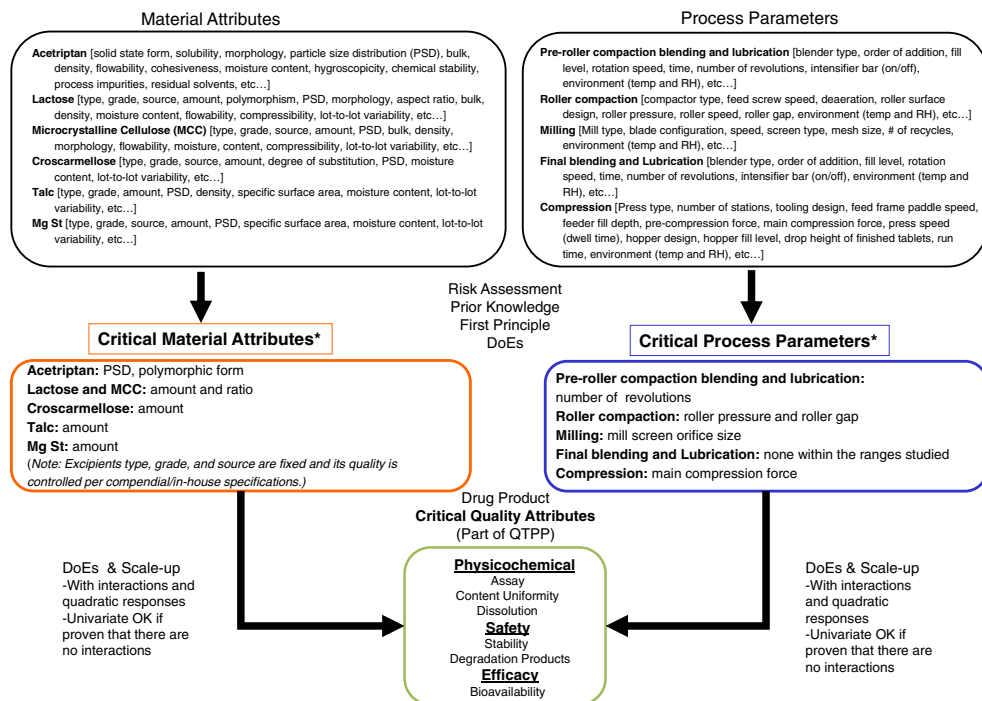 Material Attributes
Acetriptan [solid state form, solubility, morphology, particle size distribution (PSD), bulk,
density, flowability, cohesiveness, moisture content, hygroscopicity, chemical stability,
process impurities, residual solvents, etc...]
Lactose [type, grade, source, amount, polymorphism, PSD, morphology, aspect ratio, bulk,
density, moisture content, flowability, compressibility, lot-to-lot variability, etc...]
Microcrystalline Cellulose (MCC) [type, grade, source, amount, PSD, bulk, density,
morphology, flowability, moisture, content, compressibility, lot-to-lot variability, etc...]
Croscarmellose [type, grade, source, amount, degree of substitution, PSD, moisture
content, lot-to-lot variability, etc...]
Talc [type, grade, amount, PSD, density, specific surface area, moisture content, lot-to-lot
variability, etc...]
Mg St [type, grade, source, amount, PSD, specific surface area, moisture content, lot-to-lot
variability, etc...]
Process Parameters
Pre-roller compaction blending and lubrication [blender type, order of addition, fill
level, rotation speed, time, number of revolutions, intensifier bar (on/off),
environment (temp and RH), etc...]
Roller compaction [compactor type, feed screw speed, deaeration, roller surface
design, roller pressure, roller speed, roller gap, environment (temp and RH), etc...]
Milling [Mill type, blade configuration, speed, screen type, mesh size, # of recycles,
environment (temp and RH), etc...]
Final blending and Lubrication [blender type, order of addition, fill level, rotation
speed, time, number of revolutions, intensifier bar (on/off), environment (temp and
RH), etc...]
Compression [Press type, number of stations, tooling design, feed frame paddle speed,
feeder fill depth, pre-compression force, main compression force, press speed
(dwell time), hopper design, hopper fill level, drop height of finished tablets, run
time, environment (temp and RH), etc...]
Risk Assessment
Prior Knowledge
First Principle
DoEs
Critical Material Attributes*
Acetriptan: PSD, polymorphic form
Lactose and MCC: amount and ratio
Croscarmellose: amount
Talc: amount
Mg St: amount
(Note: Excipients type, grade, and source are fixed and its quality is
controlled per compendial/in-house specifications.)
Critical Process Parameters*
Pre-roller compaction blending and lubrication:
number of revolutions
Roller compaction: roller pressure and roller gap
Milling: mill screen orifice size
Final blending and Lubrication: none within the ranges studied
Compression: main compression force
Drug Product
Critical Quality Attributes
(Part of QTPP)
Physicochemical
Assay
Content Uniformity
Dissolution
Safety
Stability
Degradation Products
Efficacy
Bioavailability
DoEs & Scale-up
-With interactions and
quadratic responses
-Univariate OK if
proven that there are
no interactions
DoEs & Scale-up
-With interactions
and quadratic
responses
-Univariate OK if
proven that there are
no interactions